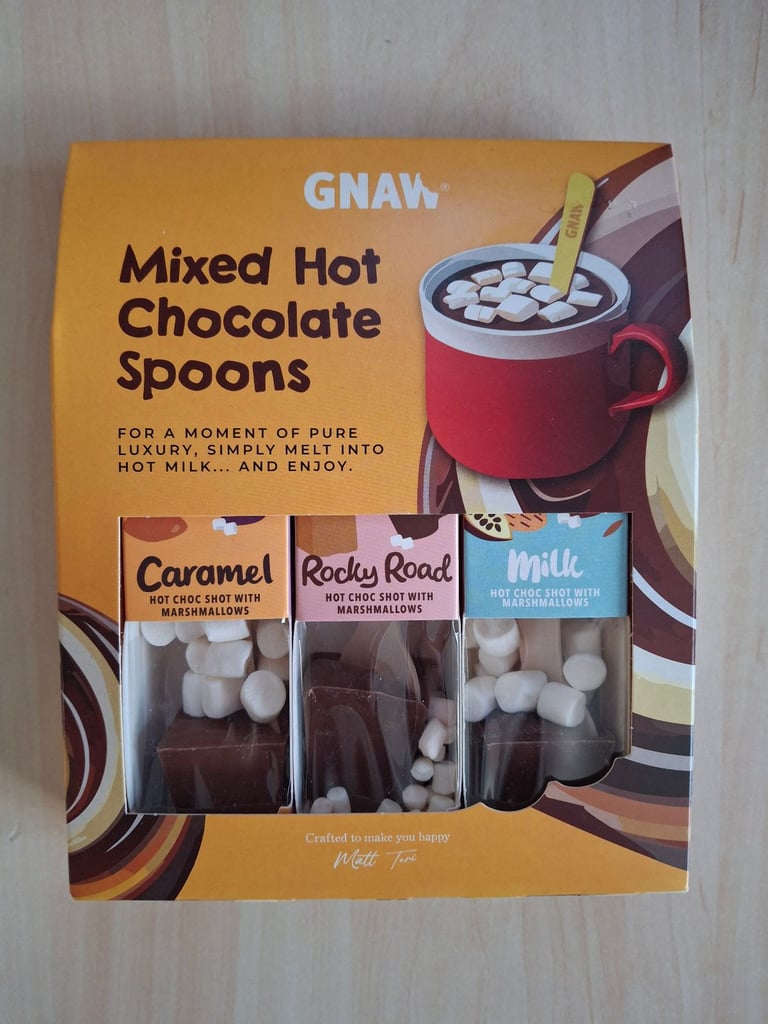 GNAW®
GNAW
Mixed Hot
Chocolate
Spoons
FOR A MOMENT OF PURE
LUXURY, SIMPLY MELT INTO
HOT MILK... AND ENJOY.
Caramel
HOT CHOC SHOT WITH
MARSHMALLOWS
Rocky Road
HOT CHOC SHOT WITH
MARSHMALLOWS
Milk
HOT CHOC SHOT WITH
MARSHMALLOWS
Crafted to make you happy
Matt Teri